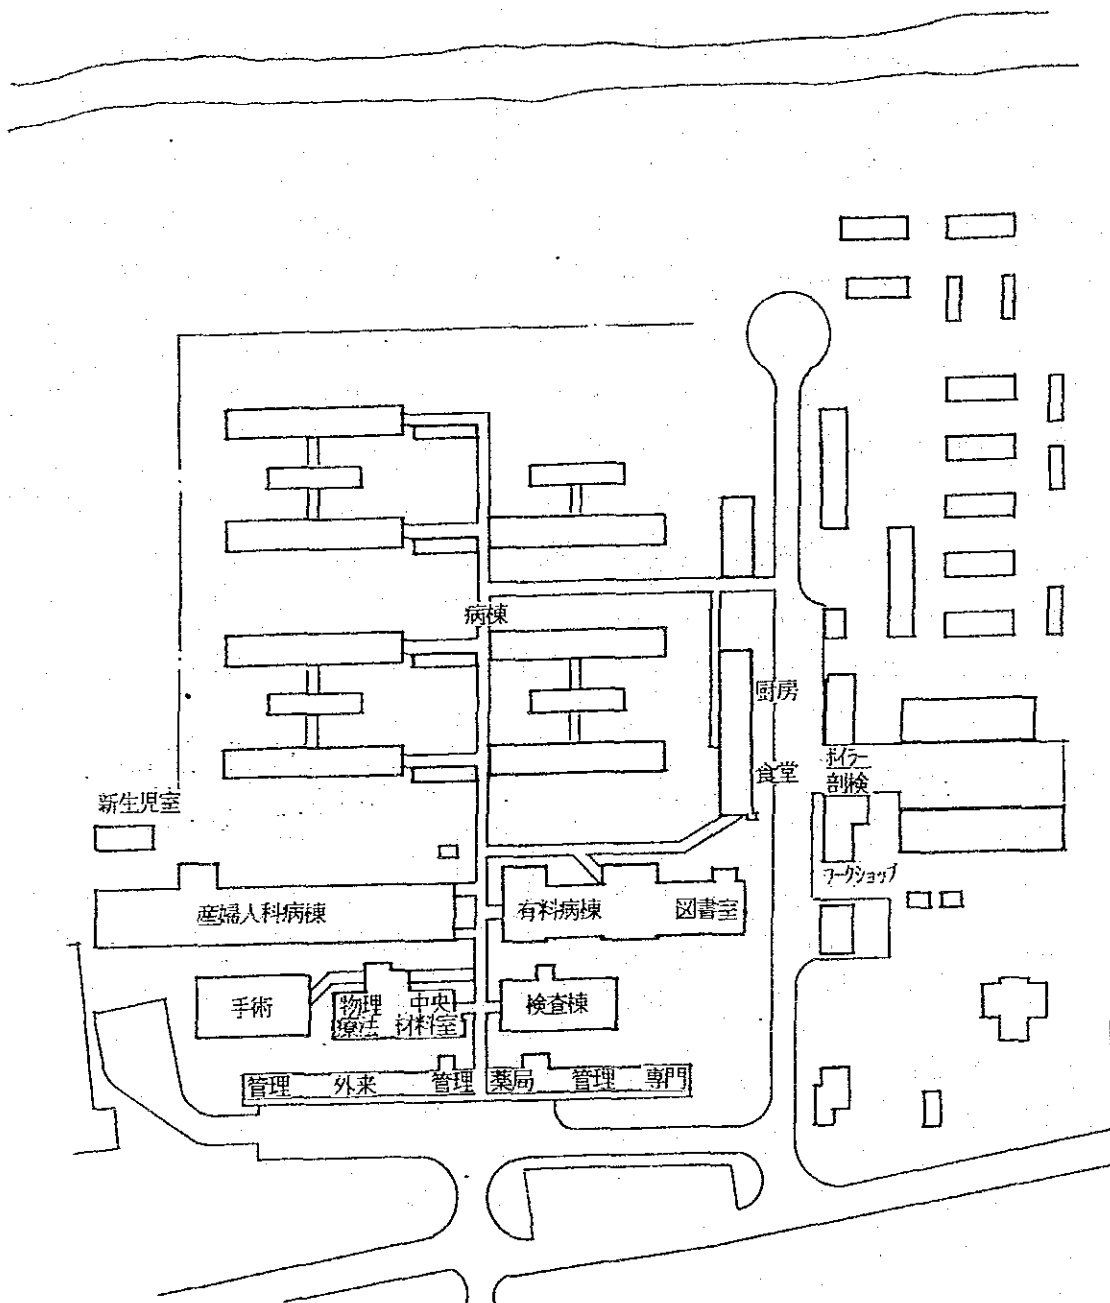 病棟
厨房
食堂
ボイラー
剖検
新生児室
ワークショップ
産婦人科病棟
有料病棟
図書室
手術
物理
療法
中央
材料室
検査棟
管理 外来 管理 薬局 管理 専門